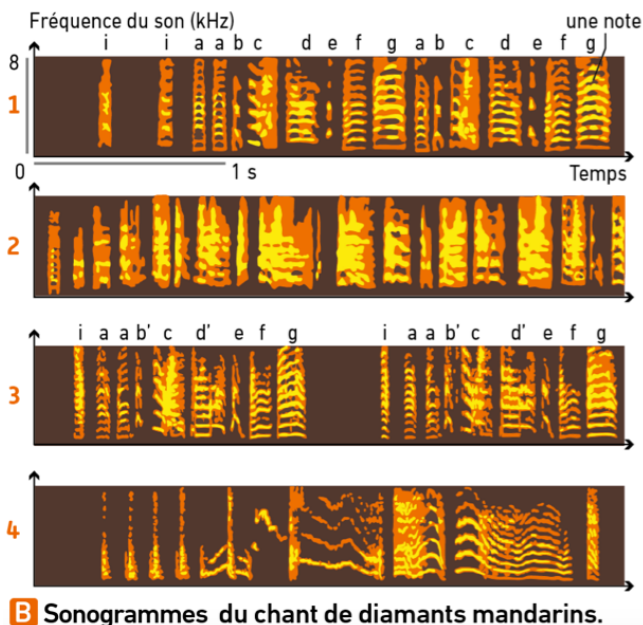 Fréquence du son (kHz)
une note
i i a a b c d e f g a b c d e f g
8
1
0 1 s Temps
2
i a a b' c d' e f g i a a b' c d' e f g
3
4
B Sonogrammes du chant de diamants mandarins.